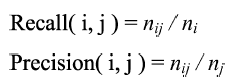 Recall( i, j ) = nij / ni
Precision( i, j ) = nij / nj